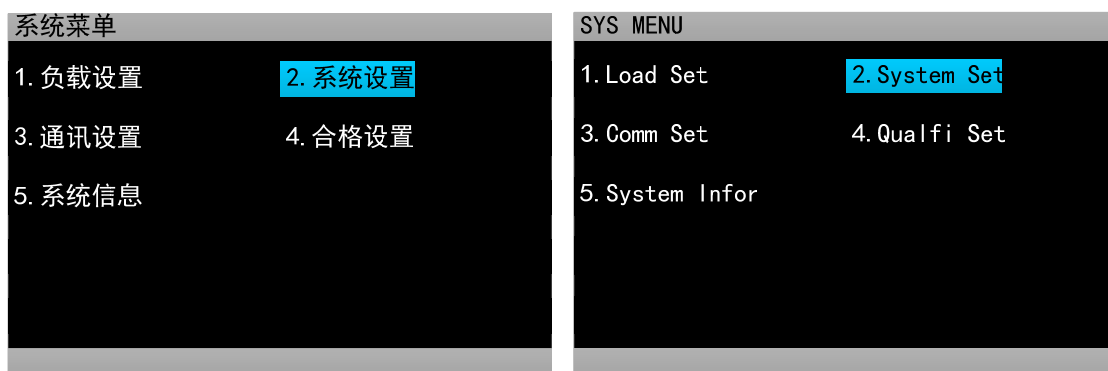 系统菜单
1.负载设置 2.系统设置
3.通讯设置 4.合格设置
5.系统信息
SYS MENU
1.Load Set 2.System Set
3.Comm Set 4.Qualfi Set
5.System Infor